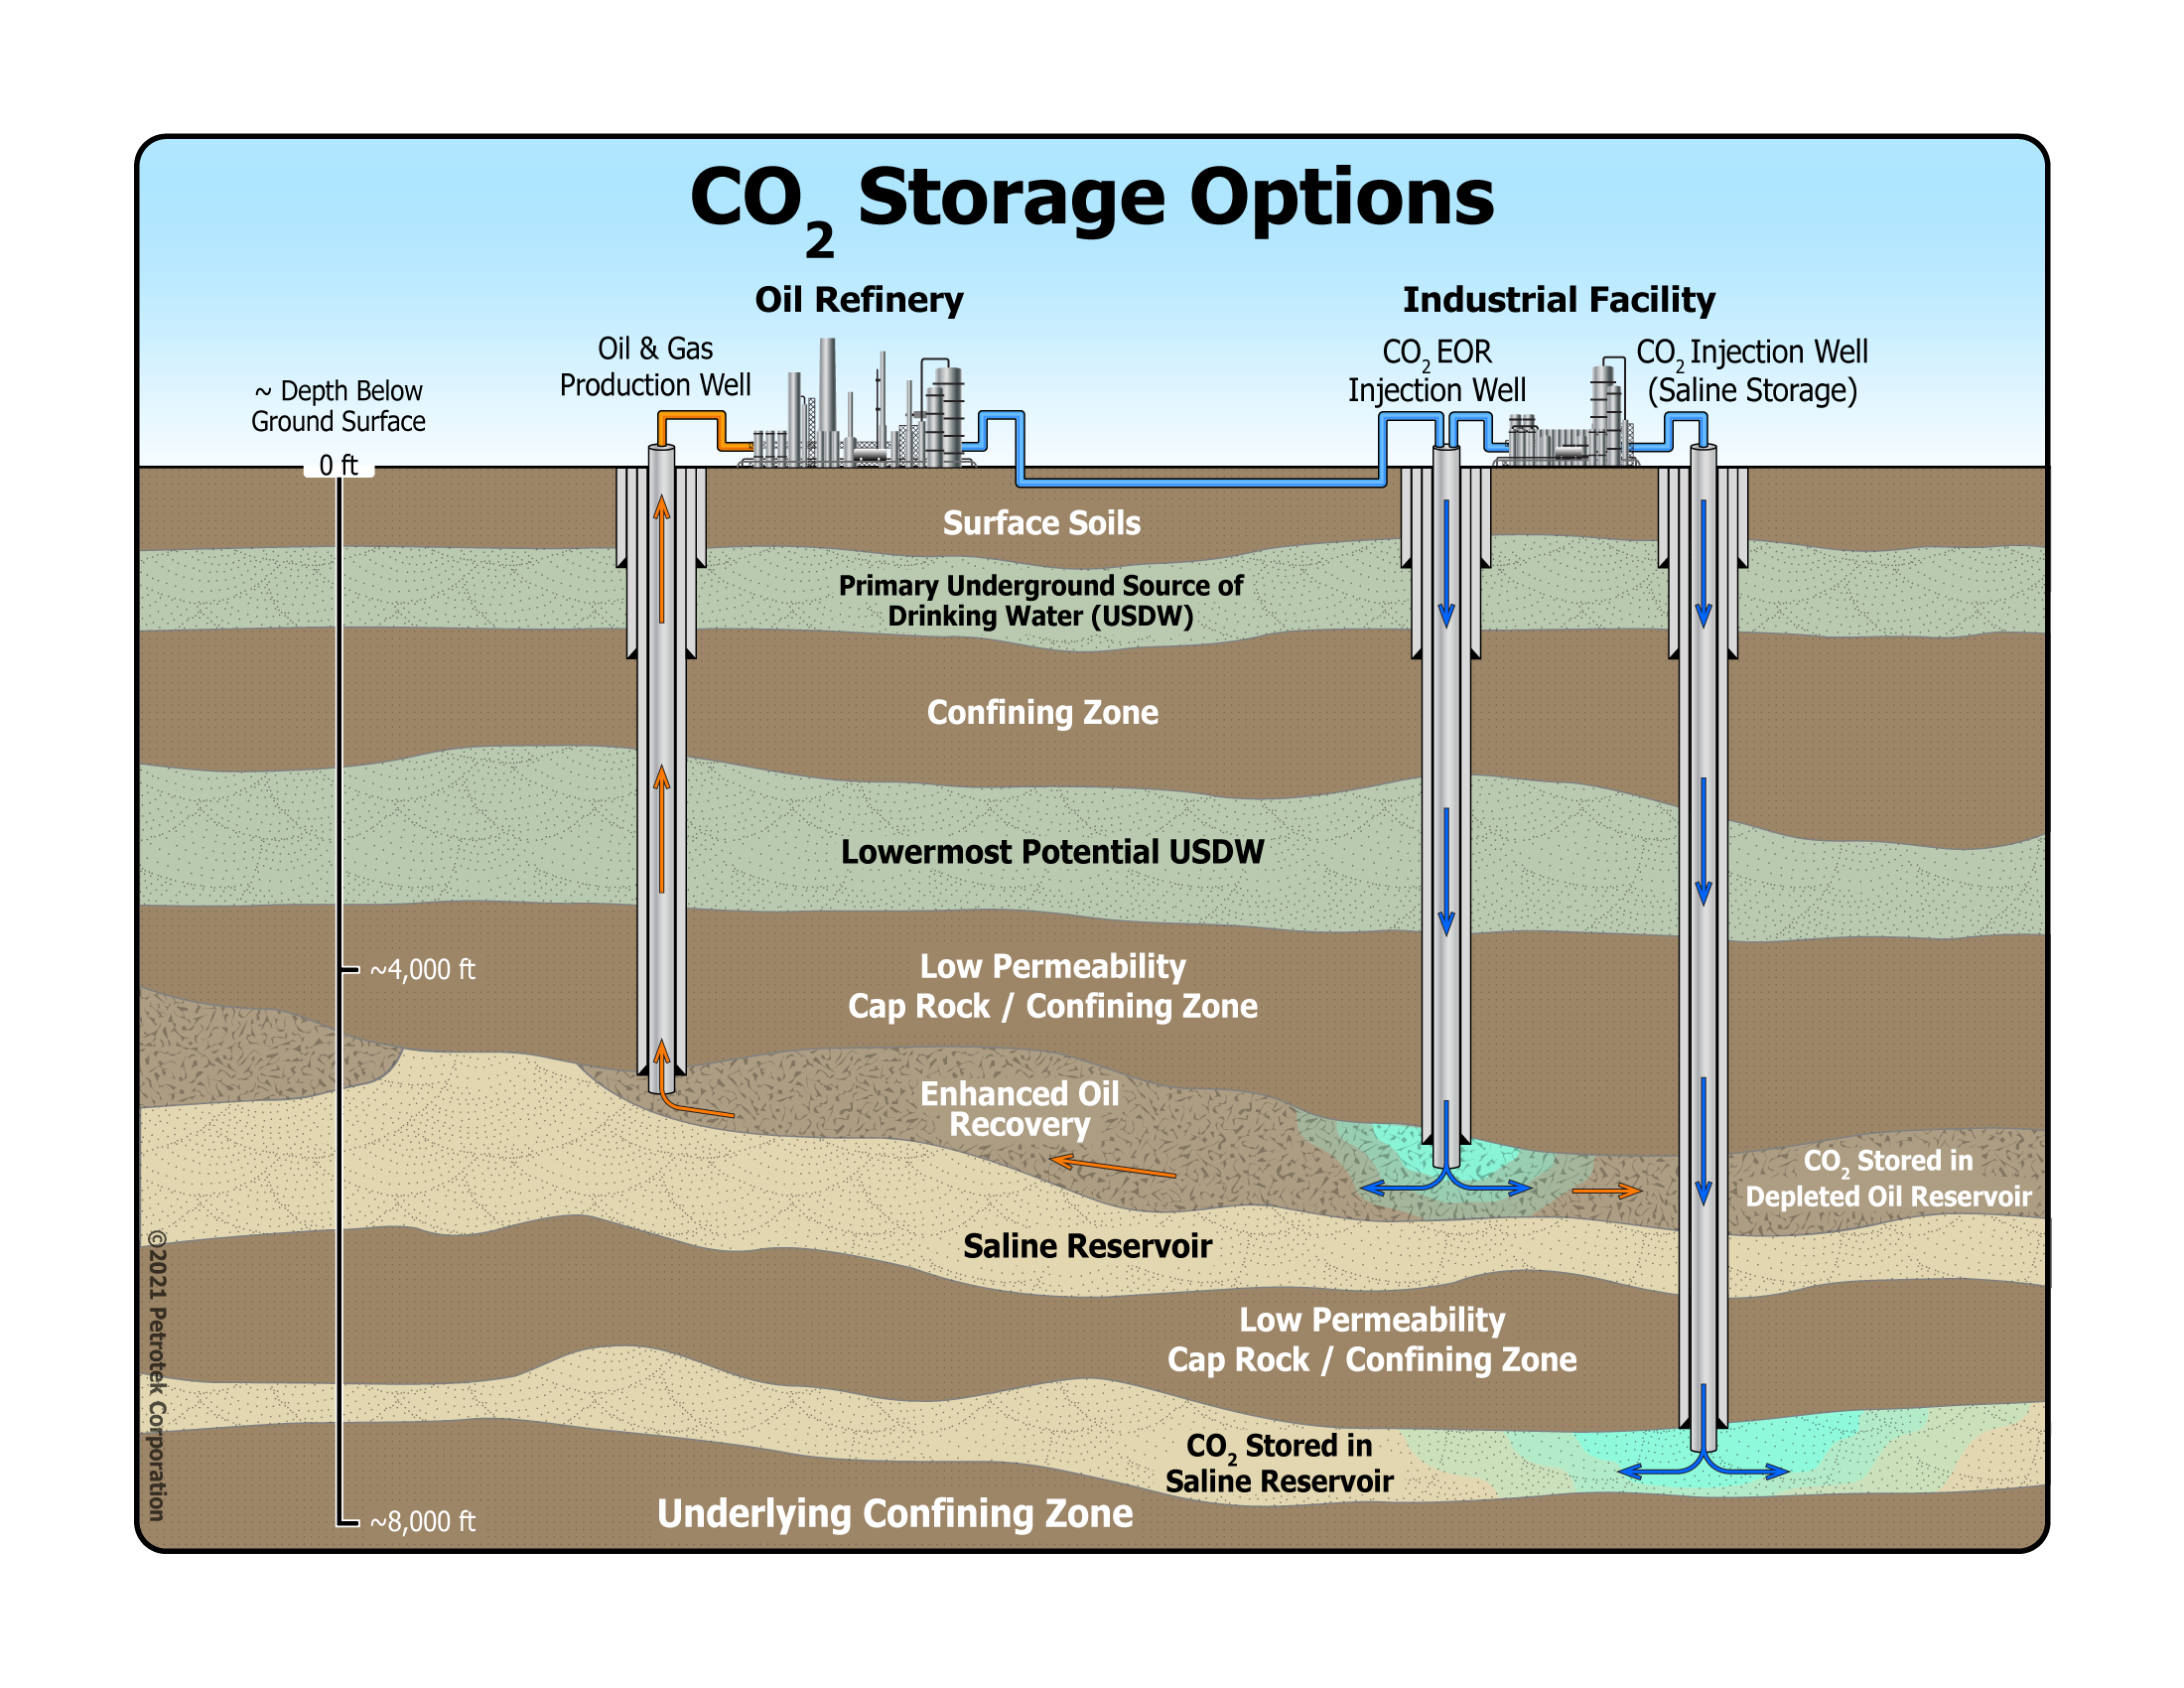 CO₂ Storage Options
Oil Refinery
Industrial Facility
Oil & Gas
Production Well
CO₂ EOR
Injection Well
CO₂ Injection Well
(Saline Storage)
~ Depth Below
Ground Surface
0 ft
Surface Soils
Primary Underground Source of
Drinking Water (USDW)
Confining Zone
Lowermost Potential USDW
Low Permeability
Cap Rock / Confining Zone
~4,000 ft
Enhanced Oil
Recovery
CO₂ Stored in
Depleted Oil Reservoir
Saline Reservoir
Low Permeability
Cap Rock / Confining Zone
CO₂ Stored in
Saline Reservoir
Underlying Confining Zone
~8,000 ft
©2021 Petrotek Corporation